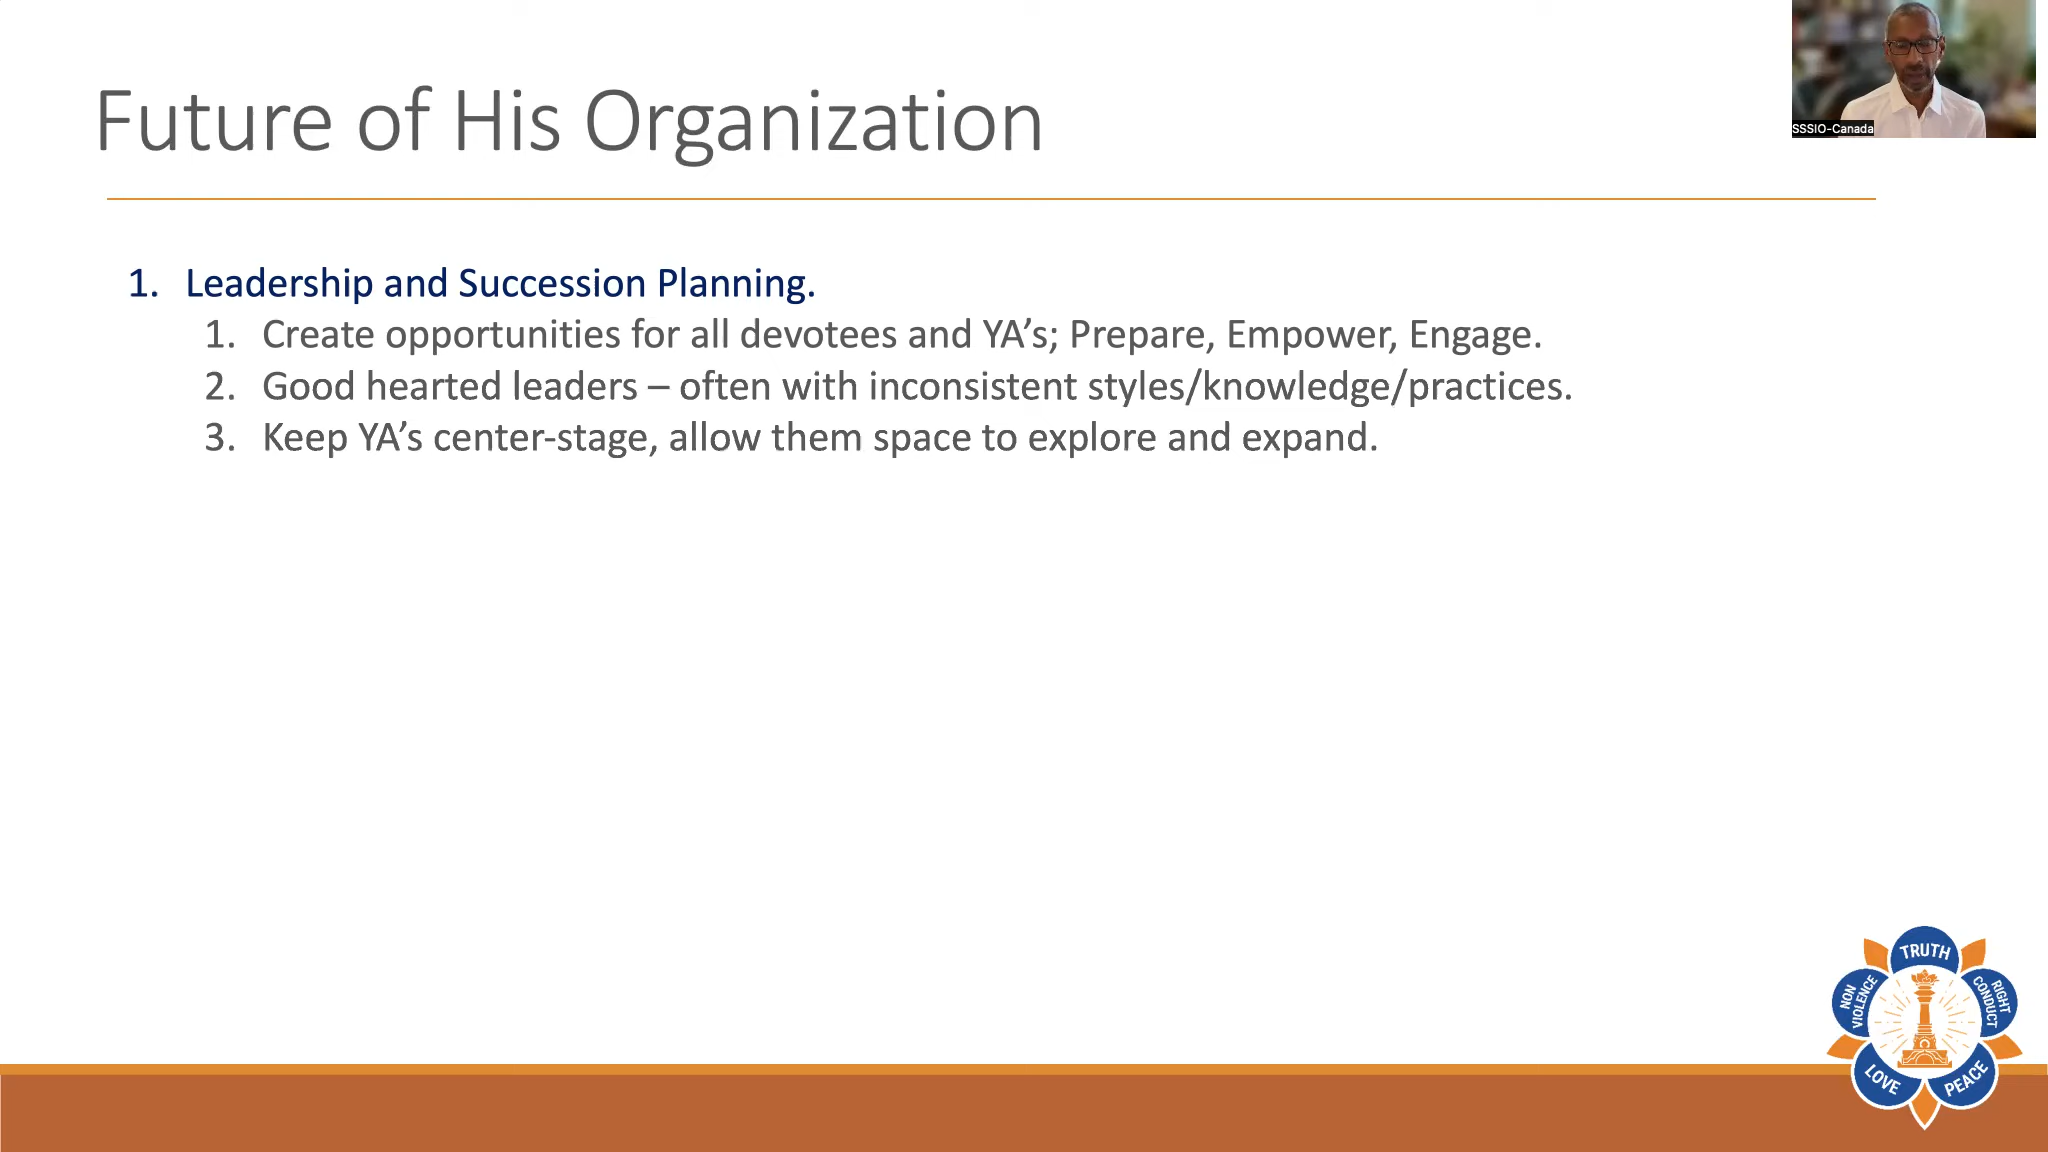 Future of His Organization
SSSIO-Canada
1. Leadership and Succession Planning.
1. Create opportunities for all devotees and YA’s; Prepare, Empower, Engage.
2. Good hearted leaders – often with inconsistent styles/knowledge/practices.
3. Keep YA’s center-stage, allow them space to explore and expand.
TRUTH
NON
VIOLENCE
RIGHT
CONDUCT
LOVE
PEACE